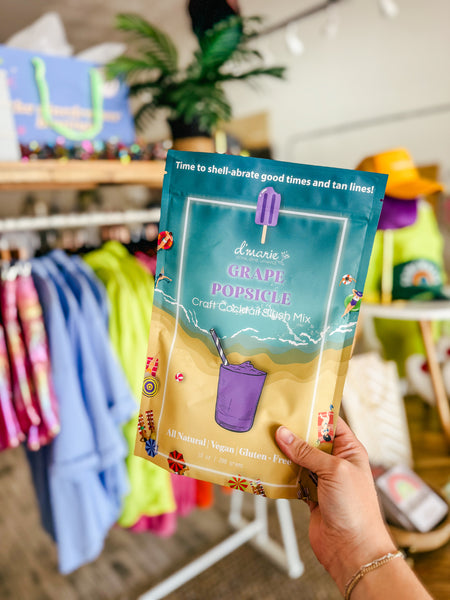 Time to shell-abrate good times and tan lines!
d'marie
GRAPE
POPSICLE
Craft Cocktail Slush Mix
All Natural | Vegan | Gluten-Free